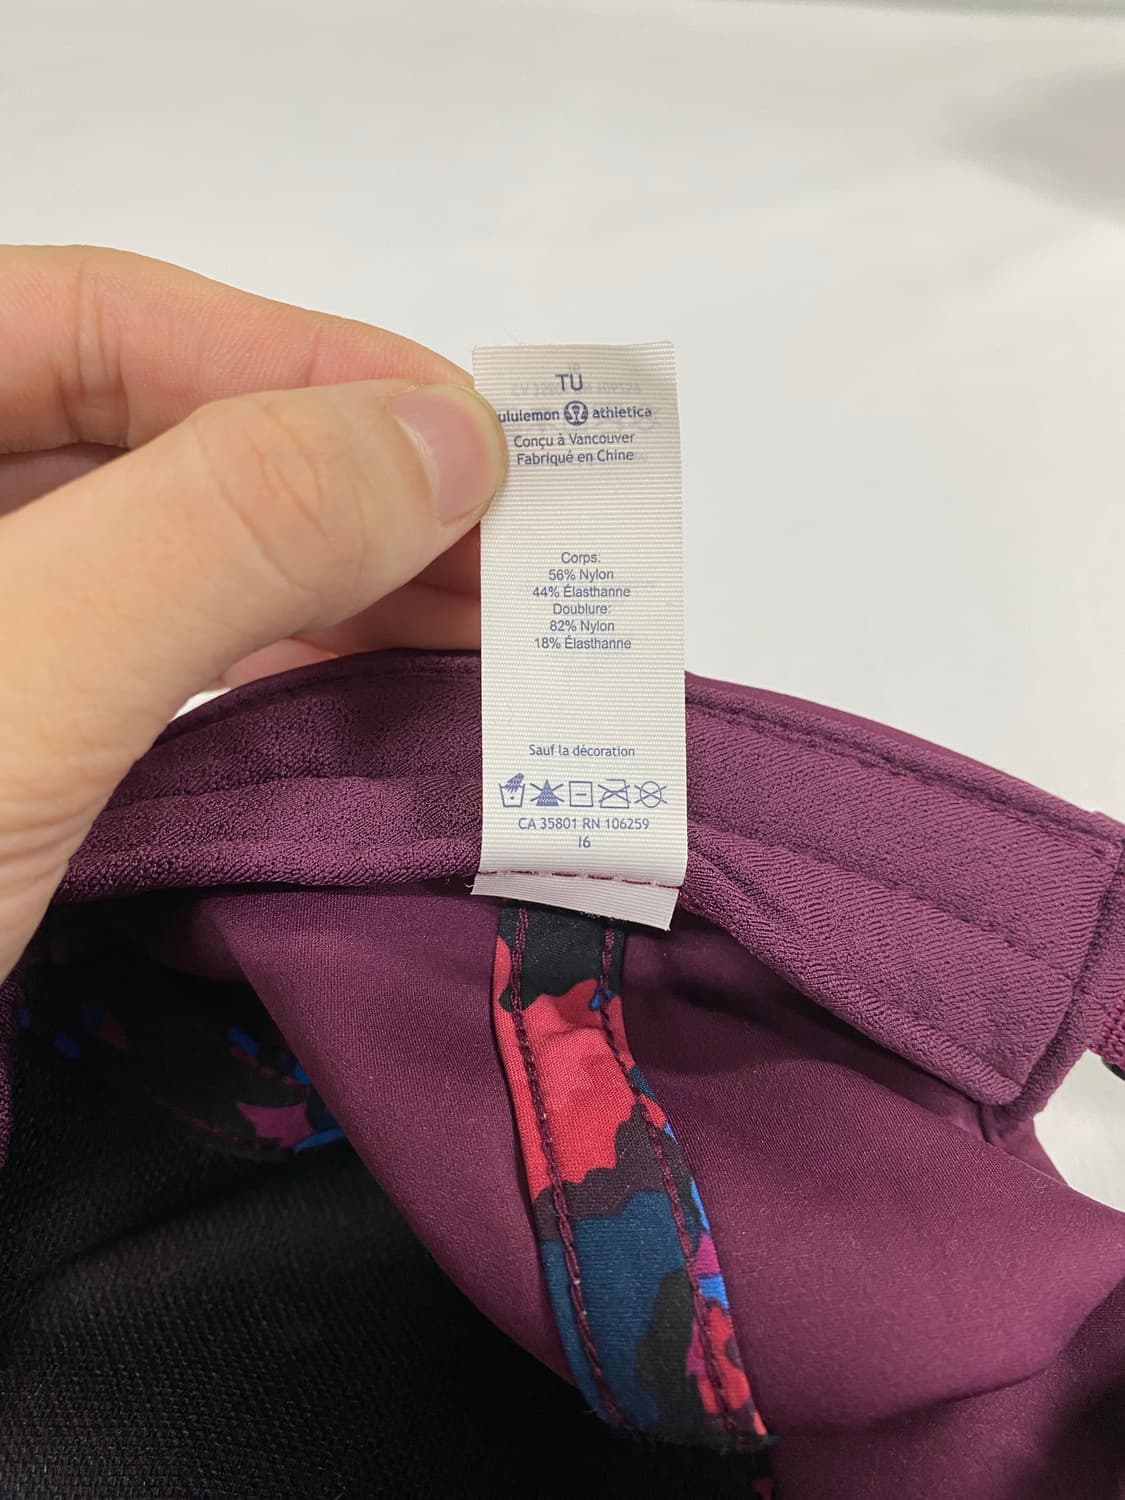 TU
lululemon athletica
Conçu à Vancouver
Fabriqué en Chine
Corps:
56% Nylon
44% Élasthanne
Doublure:
82% Nylon
18% Élasthanne
Sauf la décoration
CA 35801 RN 106259
I6